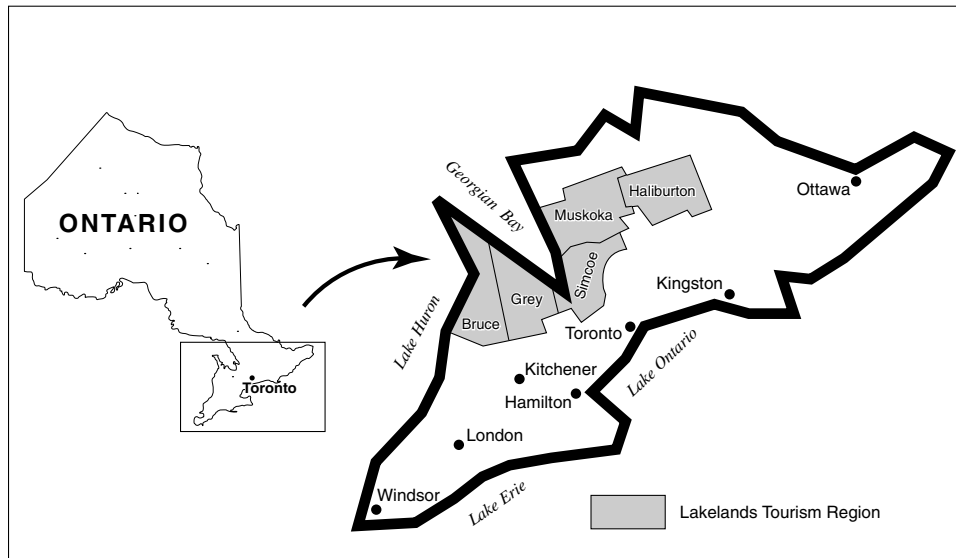 ONTARIO
Toronto
Georgian Bay
Lake Huron
Lake Ontario
Lake Erie
Muskoka
Haliburton
Simcoe
Grey
Bruce
Ottawa
Kingston
Toronto
Kitchener
Hamilton
London
Windsor
Lakelands Tourism Region